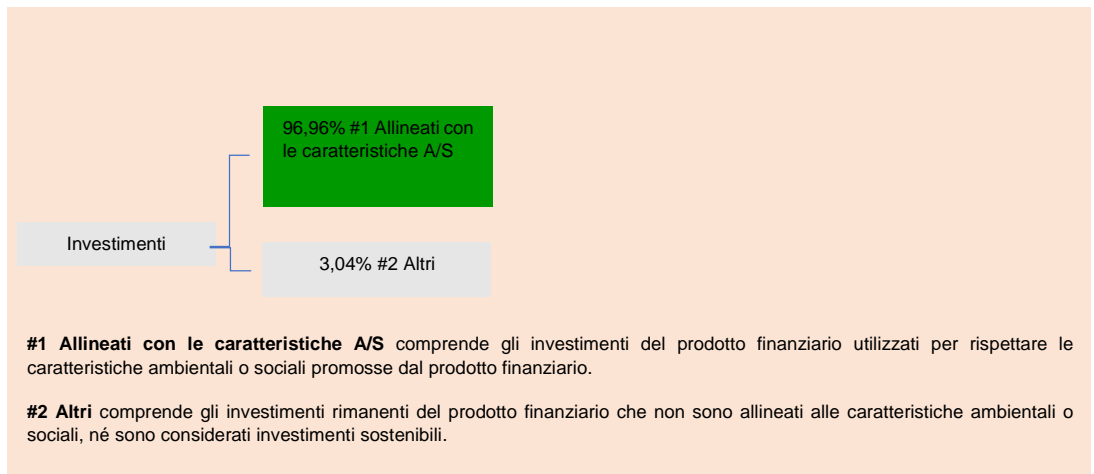 96,96% #1 Allineati con
le caratteristiche A/S
Investimenti
3,04% #2 Altri
#1 Allineati con le caratteristiche A/S comprende gli investimenti del prodotto finanziario utilizzati per rispettare le
caratteristiche ambientali o sociali promosse dal prodotto finanziario.
#2 Altri comprende gli investimenti rimanenti del prodotto finanziario che non sono allineati alle caratteristiche ambientali o
sociali, né sono considerati investimenti sostenibili.